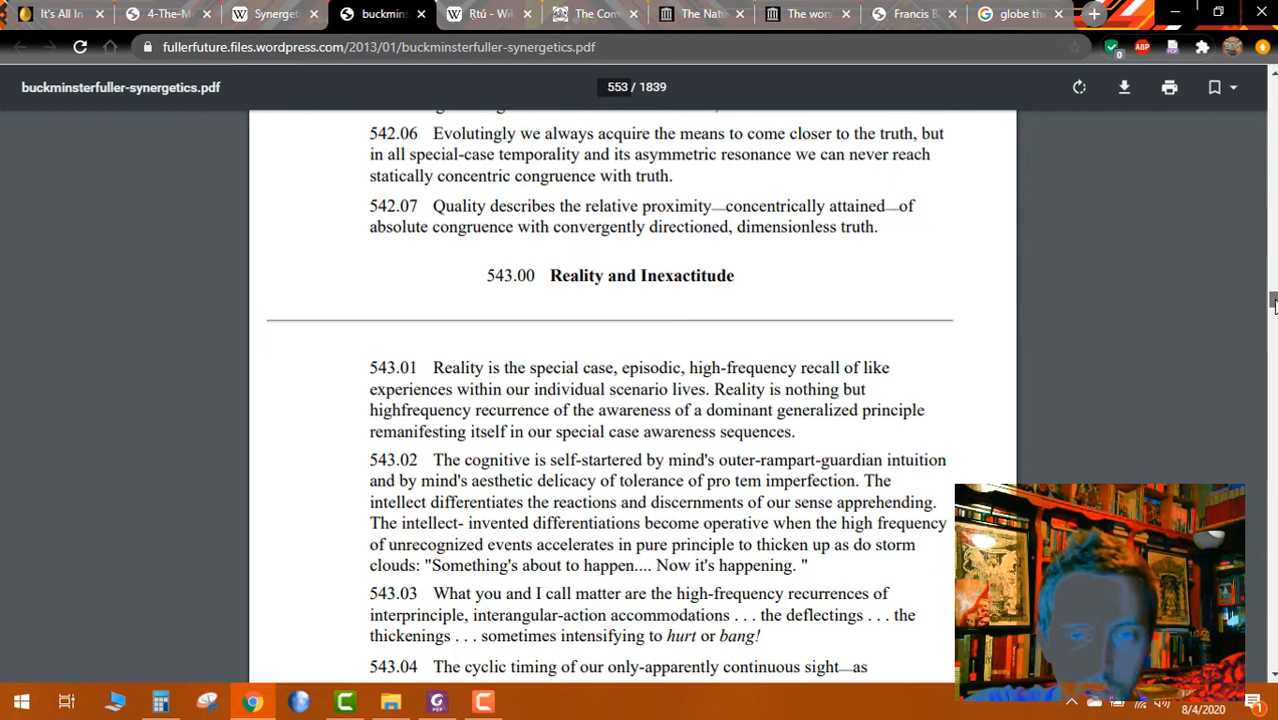 It's All In
4-The-M
Synerget
buckmin
Ṛtú - Wik
The Com
The Nat
The wors
Francis B
globe the
fullerfuture.files.wordpress.com/2013/01/buckminsterfuller-synergetics.pdf
ABP
0
buckminsterfuller-synergetics.pdf
553 / 1839
542.06 Evolutingly we always acquire the means to come closer to the truth, but
in all special-case temporality and its asymmetric resonance we can never reach
statically concentric congruence with truth.
542.07 Quality describes the relative proximity—concentrically attained—of
absolute congruence with convergently directioned, dimensionless truth.
543.00 Reality and Inexactitude
543.01 Reality is the special case, episodic, high-frequency recall of like
experiences within our individual scenario lives. Reality is nothing but
highfrequency recurrence of the awareness of a dominant generalized principle
remanifesting itself in our special case awareness sequences.
543.02 The cognitive is self-startered by mind's outer-rampart-guardian intuition
and by mind's aesthetic delicacy of tolerance of pro tem imperfection. The
intellect differentiates the reactions and discernments of our sense apprehending.
The intellect- invented differentiations become operative when the high frequency
of unrecognized events accelerates in pure principle to thicken up as do storm
clouds: "Something's about to happen.... Now it's happening. "
543.03 What you and I call matter are the high-frequency recurrences of
interprinciple, interangular-action accommodations . . . the deflectings . . . the
thickenings . . . sometimes intensifying to hurt or bang!
543.04 The cyclic timing of our only-apparently continuous sight—as
8/4/2020